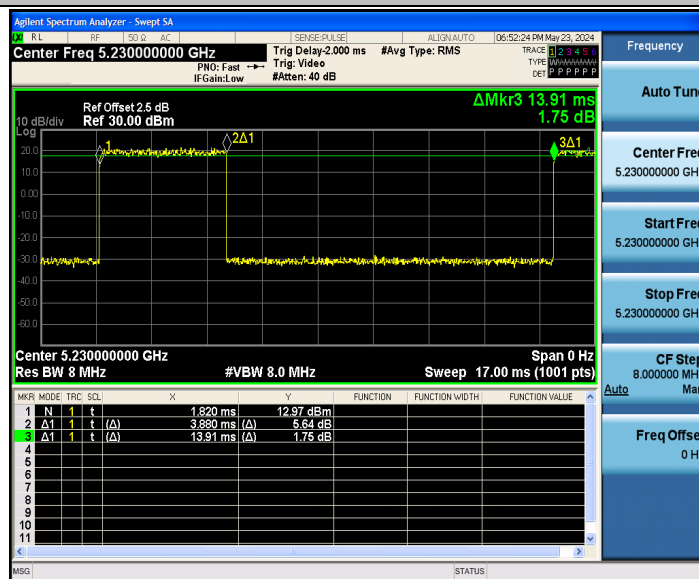 Agilent Spectrum Analyzer - Swept SA
LXI RL RF 50 Ω AC SENSE:PULSE ALIGNAUTO 06:52:24 PM May 23, 2024
Center Freq 5.230000000 GHz
PNO: Fast
IFGain:Low
Trig Delay-2.000 ms
Trig: Video
#Atten: 40 dB
#Avg Type: RMS
TRACE 1 2 3 4 5 6
TYPE W
DET P P P P P P
Ref Offset 2.5 dB
10 dB/div Ref 30.00 dBm
Log
ΔMkr3 13.91 ms
1.75 dB
1
2Δ1
3Δ1
20.0
10.0
0.00
-10.0
-20.0
-30.0
-40.0
-50.0
-60.0
Center 5.230000000 GHz Span 0 Hz
Res BW 8 MHz #VBW 8.0 MHz Sweep 17.00 ms (1001 pts)
MKR MODE TRC SCL X Y FUNCTION FUNCTION WIDTH FUNCTION VALUE
1 N 1 t 1.820 ms 12.97 dBm
2 Δ1 1 t (Δ) 3.880 ms (Δ) 5.64 dB
3 Δ1 1 t (Δ) 13.91 ms (Δ) 1.75 dB
4
5
6
7
8
9
10
11
MSG STATUS
Frequency
Auto Tun
Center Fre
5.230000000 GH
Start Fre
5.230000000 GH
Stop Fre
5.230000000 GH
CF Step
8.000000 MH
Auto Ma
Freq Offse
0 H